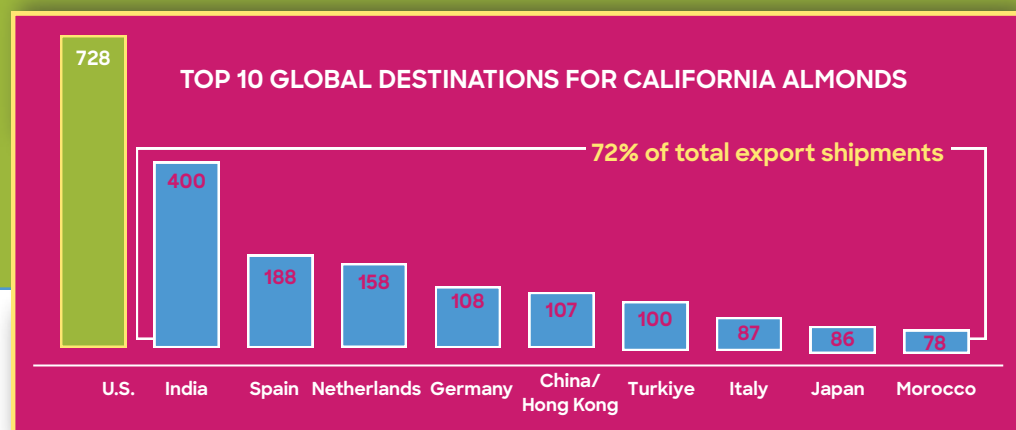 728
TOP 10 GLOBAL DESTINATIONS FOR CALIFORNIA ALMONDS
72% of total export shipments
400
188
158
108
107
100
87
86
78
U.S.
India
Spain
Netherlands
Germany
China/
Hong Kong
Turkiye
Italy
Japan
Morocco